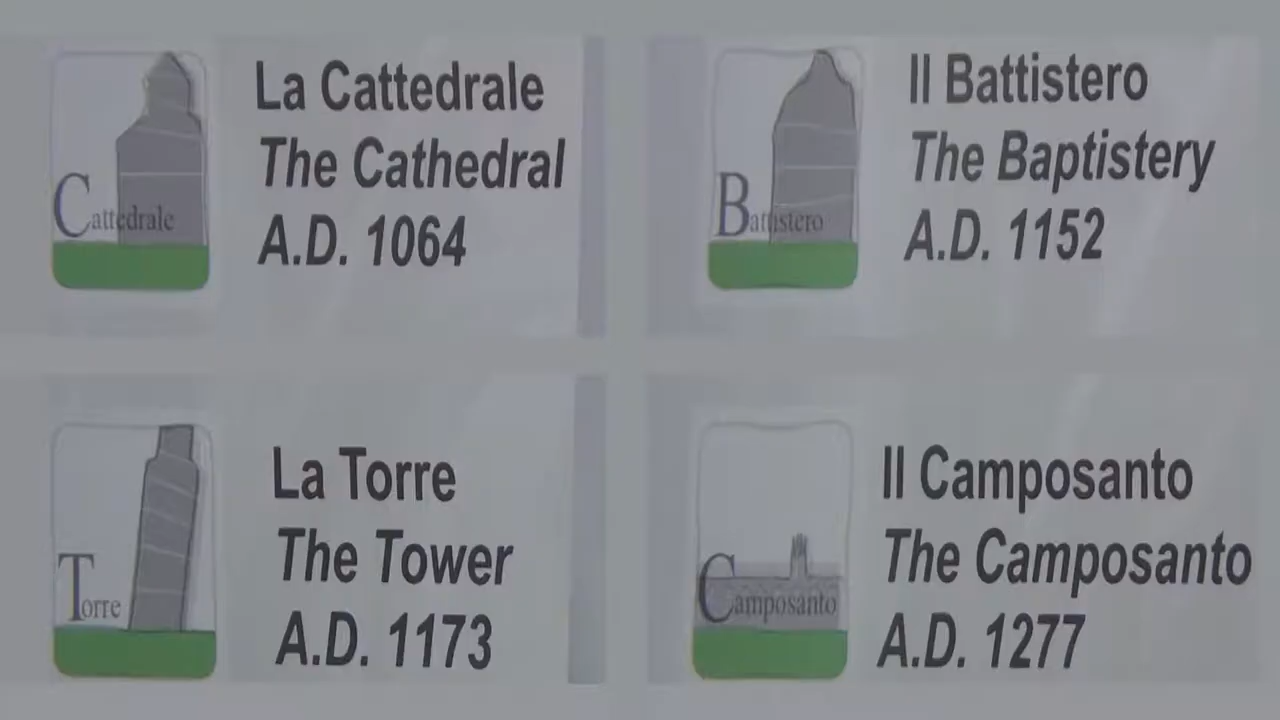 La Cattedrale
The Cathedral
A.D. 1064
Cattedrale
Il Battistero
The Baptistery
A.D. 1152
Battistero
La Torre
The Tower
A.D. 1173
Torre
Il Camposanto
The Camposanto
A.D. 1277
Camposanto